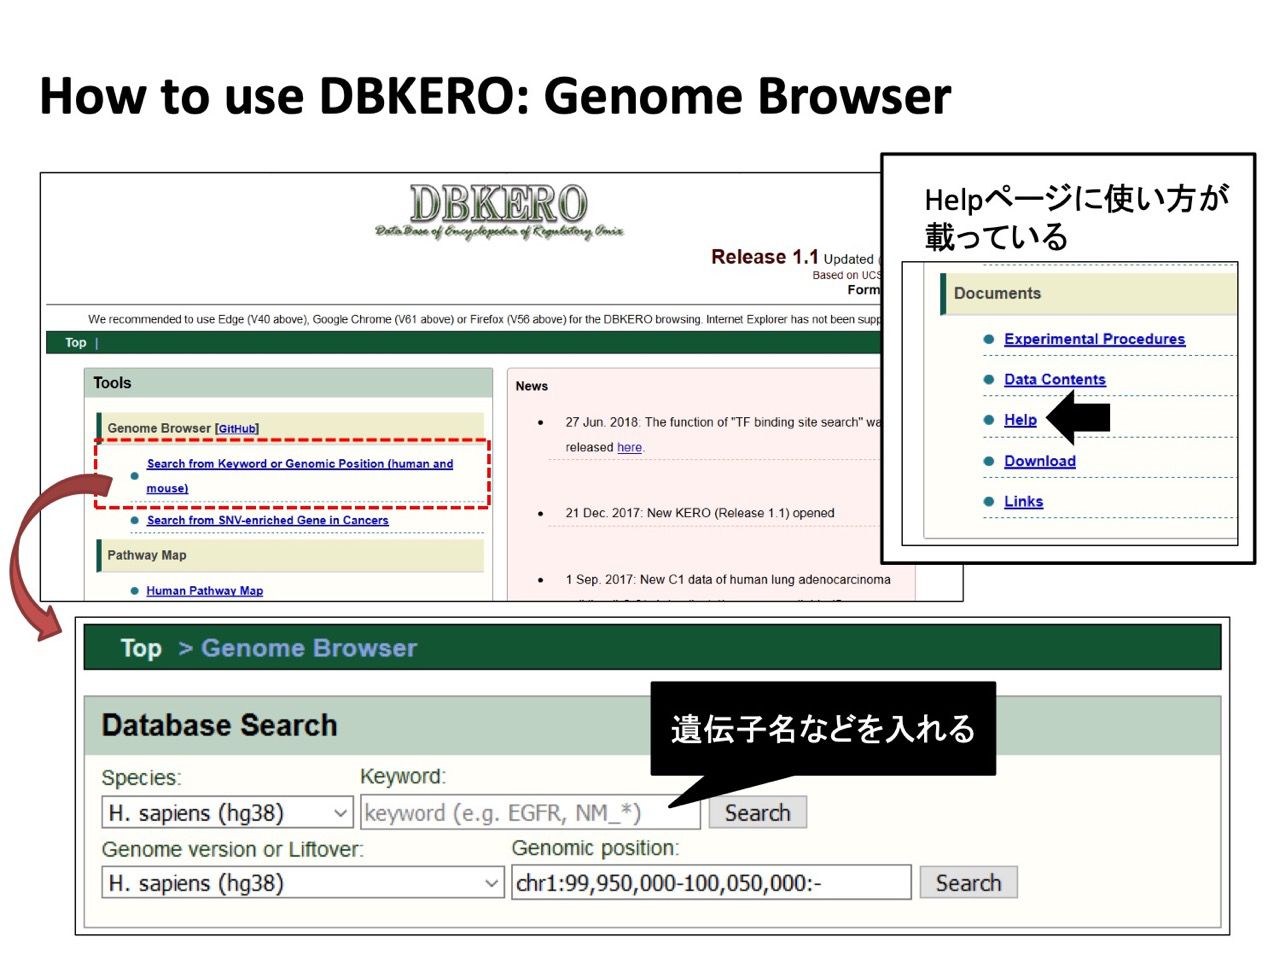 How to use DBKERO: Genome Browser
DBKERO
DataBase of Encyclopedia of Regulatory Omix
Release 1.1 Updated
Based on UCS
Form
We recommended to use Edge (V40 above), Google Chrome (V61 above) or Firefox (V56 above) for the DBKERO browsing. Internet Explorer has not been supp
Top |
Tools
Genome Browser [GitHub]
Search from Keyword or Genomic Position (human and
mouse)
Search from SNV-enriched Gene in Cancers
Pathway Map
Human Pathway Map
News
27 Jun. 2018: The function of "TF binding site search" wa
released here.
21 Dec. 2017: New KERO (Release 1.1) opened
1 Sep. 2017: New C1 data of human lung adenocarcinoma
Helpページに使い方が
載っている
Documents
Experimental Procedures
Data Contents
Help
Download
Links
Top > Genome Browser
Database Search
遺伝子名などを入れる
Species: Keyword:
H. sapiens (hg38) keyword (e.g. EGFR, NM_*) Search
Genome version or Liftover: Genomic position:
H. sapiens (hg38) chr1:99,950,000-100,050,000:- Search